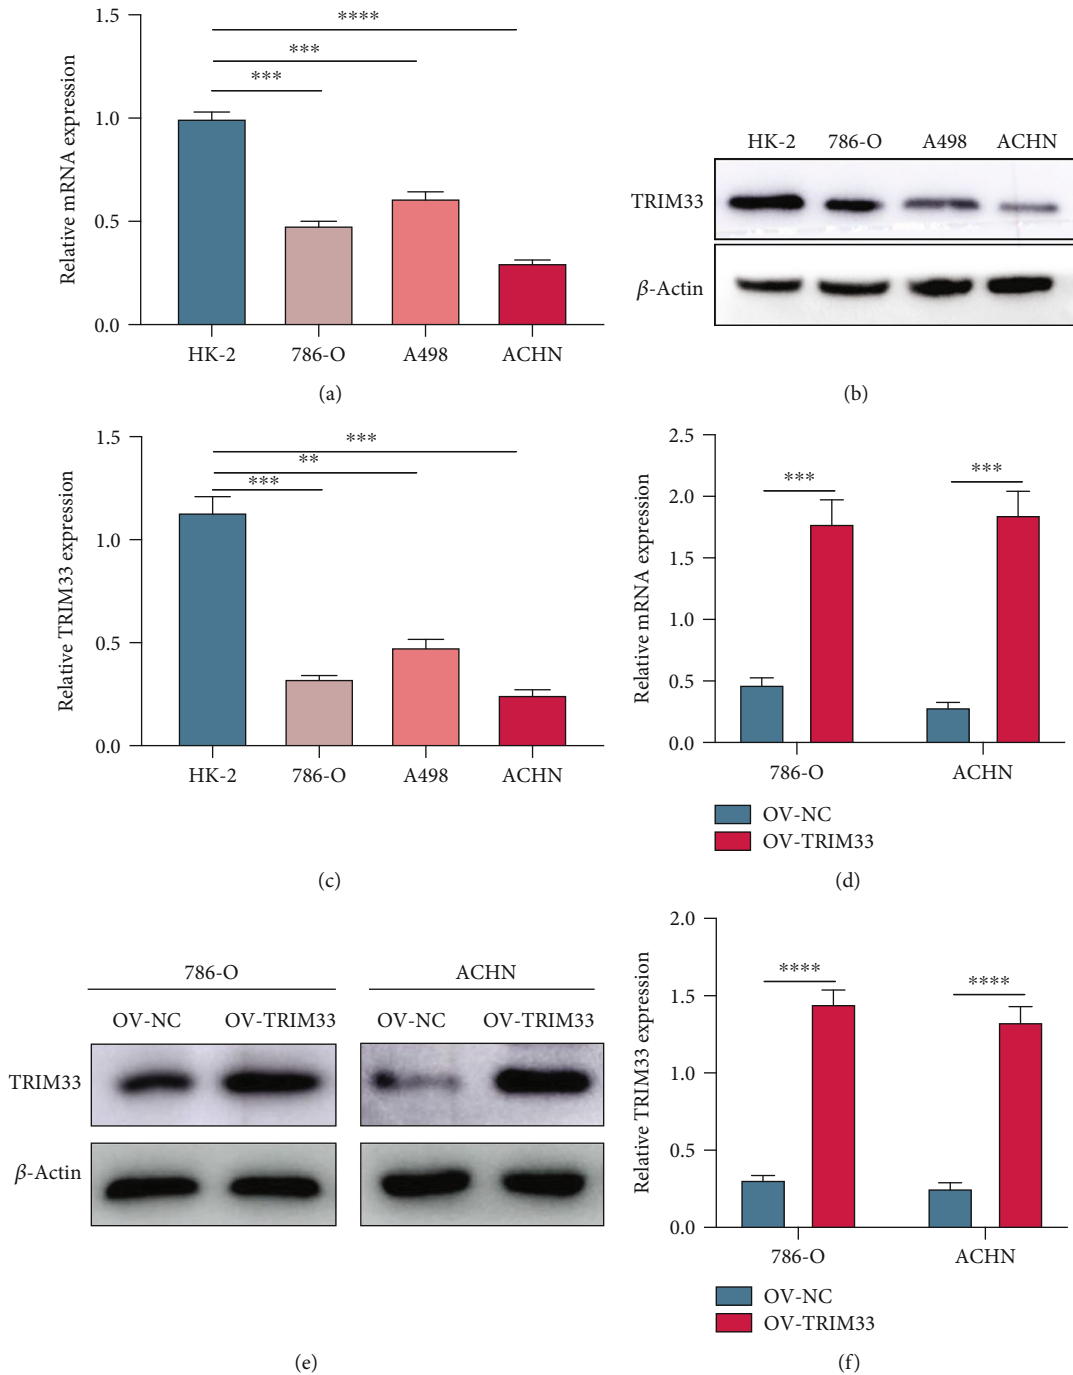 Relative mRNA expression
1.5
1.0
0.5
0.0
****
***
***
HK-2 786-O A498 ACHN
(a)
HK-2 786-O A498 ACHN
TRIM33
β-Actin
(b)
Relative TRIM33 expression
1.5
1.0
0.5
0.0
***
**
***
HK-2 786-O A498 ACHN
(c)
Relative mRNA expression
2.5
2.0
1.5
1.0
0.5
0.0
*** ***
786-O ACHN
OV-NC
OV-TRIM33
(d)
786-O ACHN
OV-NC OV-TRIM33 OV-NC OV-TRIM33
TRIM33
β-Actin
(e)
Relative TRIM33 expression
2.0
1.5
1.0
0.5
0.0
**** ****
786-O ACHN
OV-NC
OV-TRIM33
(f)